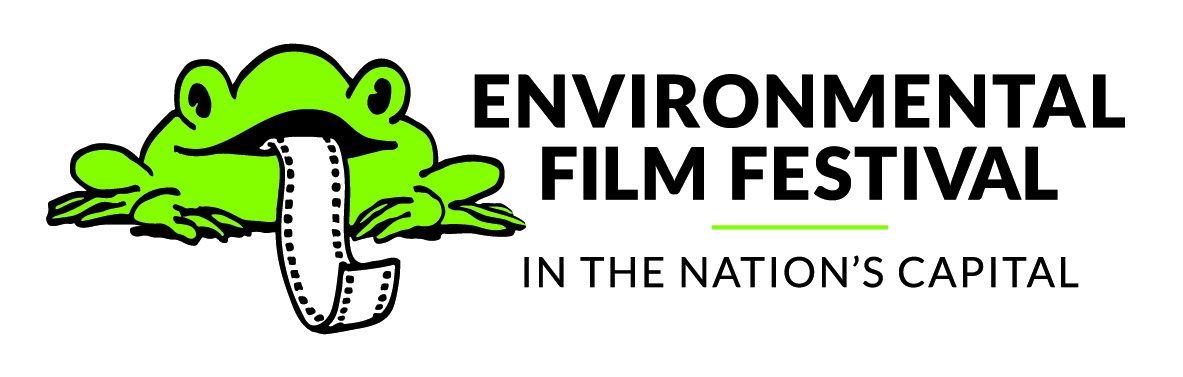 ENVIRONMENTAL
FILM FESTIVAL
IN THE NATION’S CAPITAL